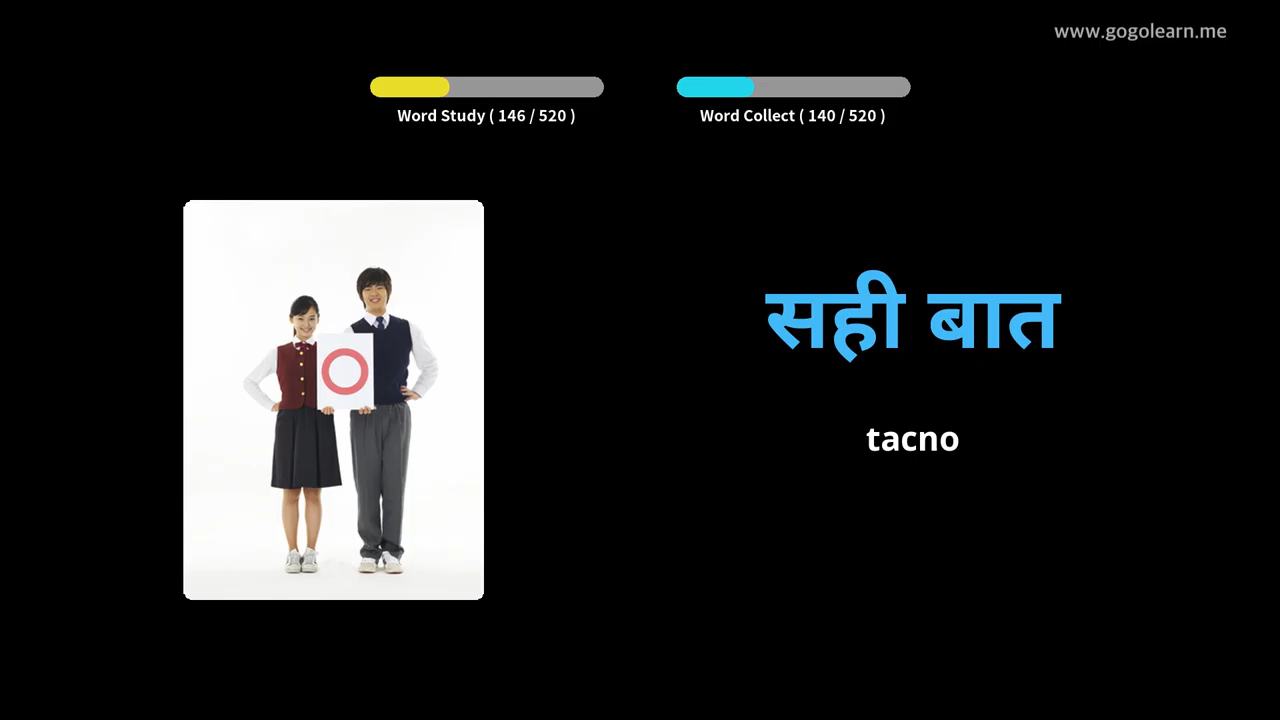 www.gogolearn.me
Word Study ( 146 / 520 )
Word Collect ( 140 / 520 )
सही बात
tacno